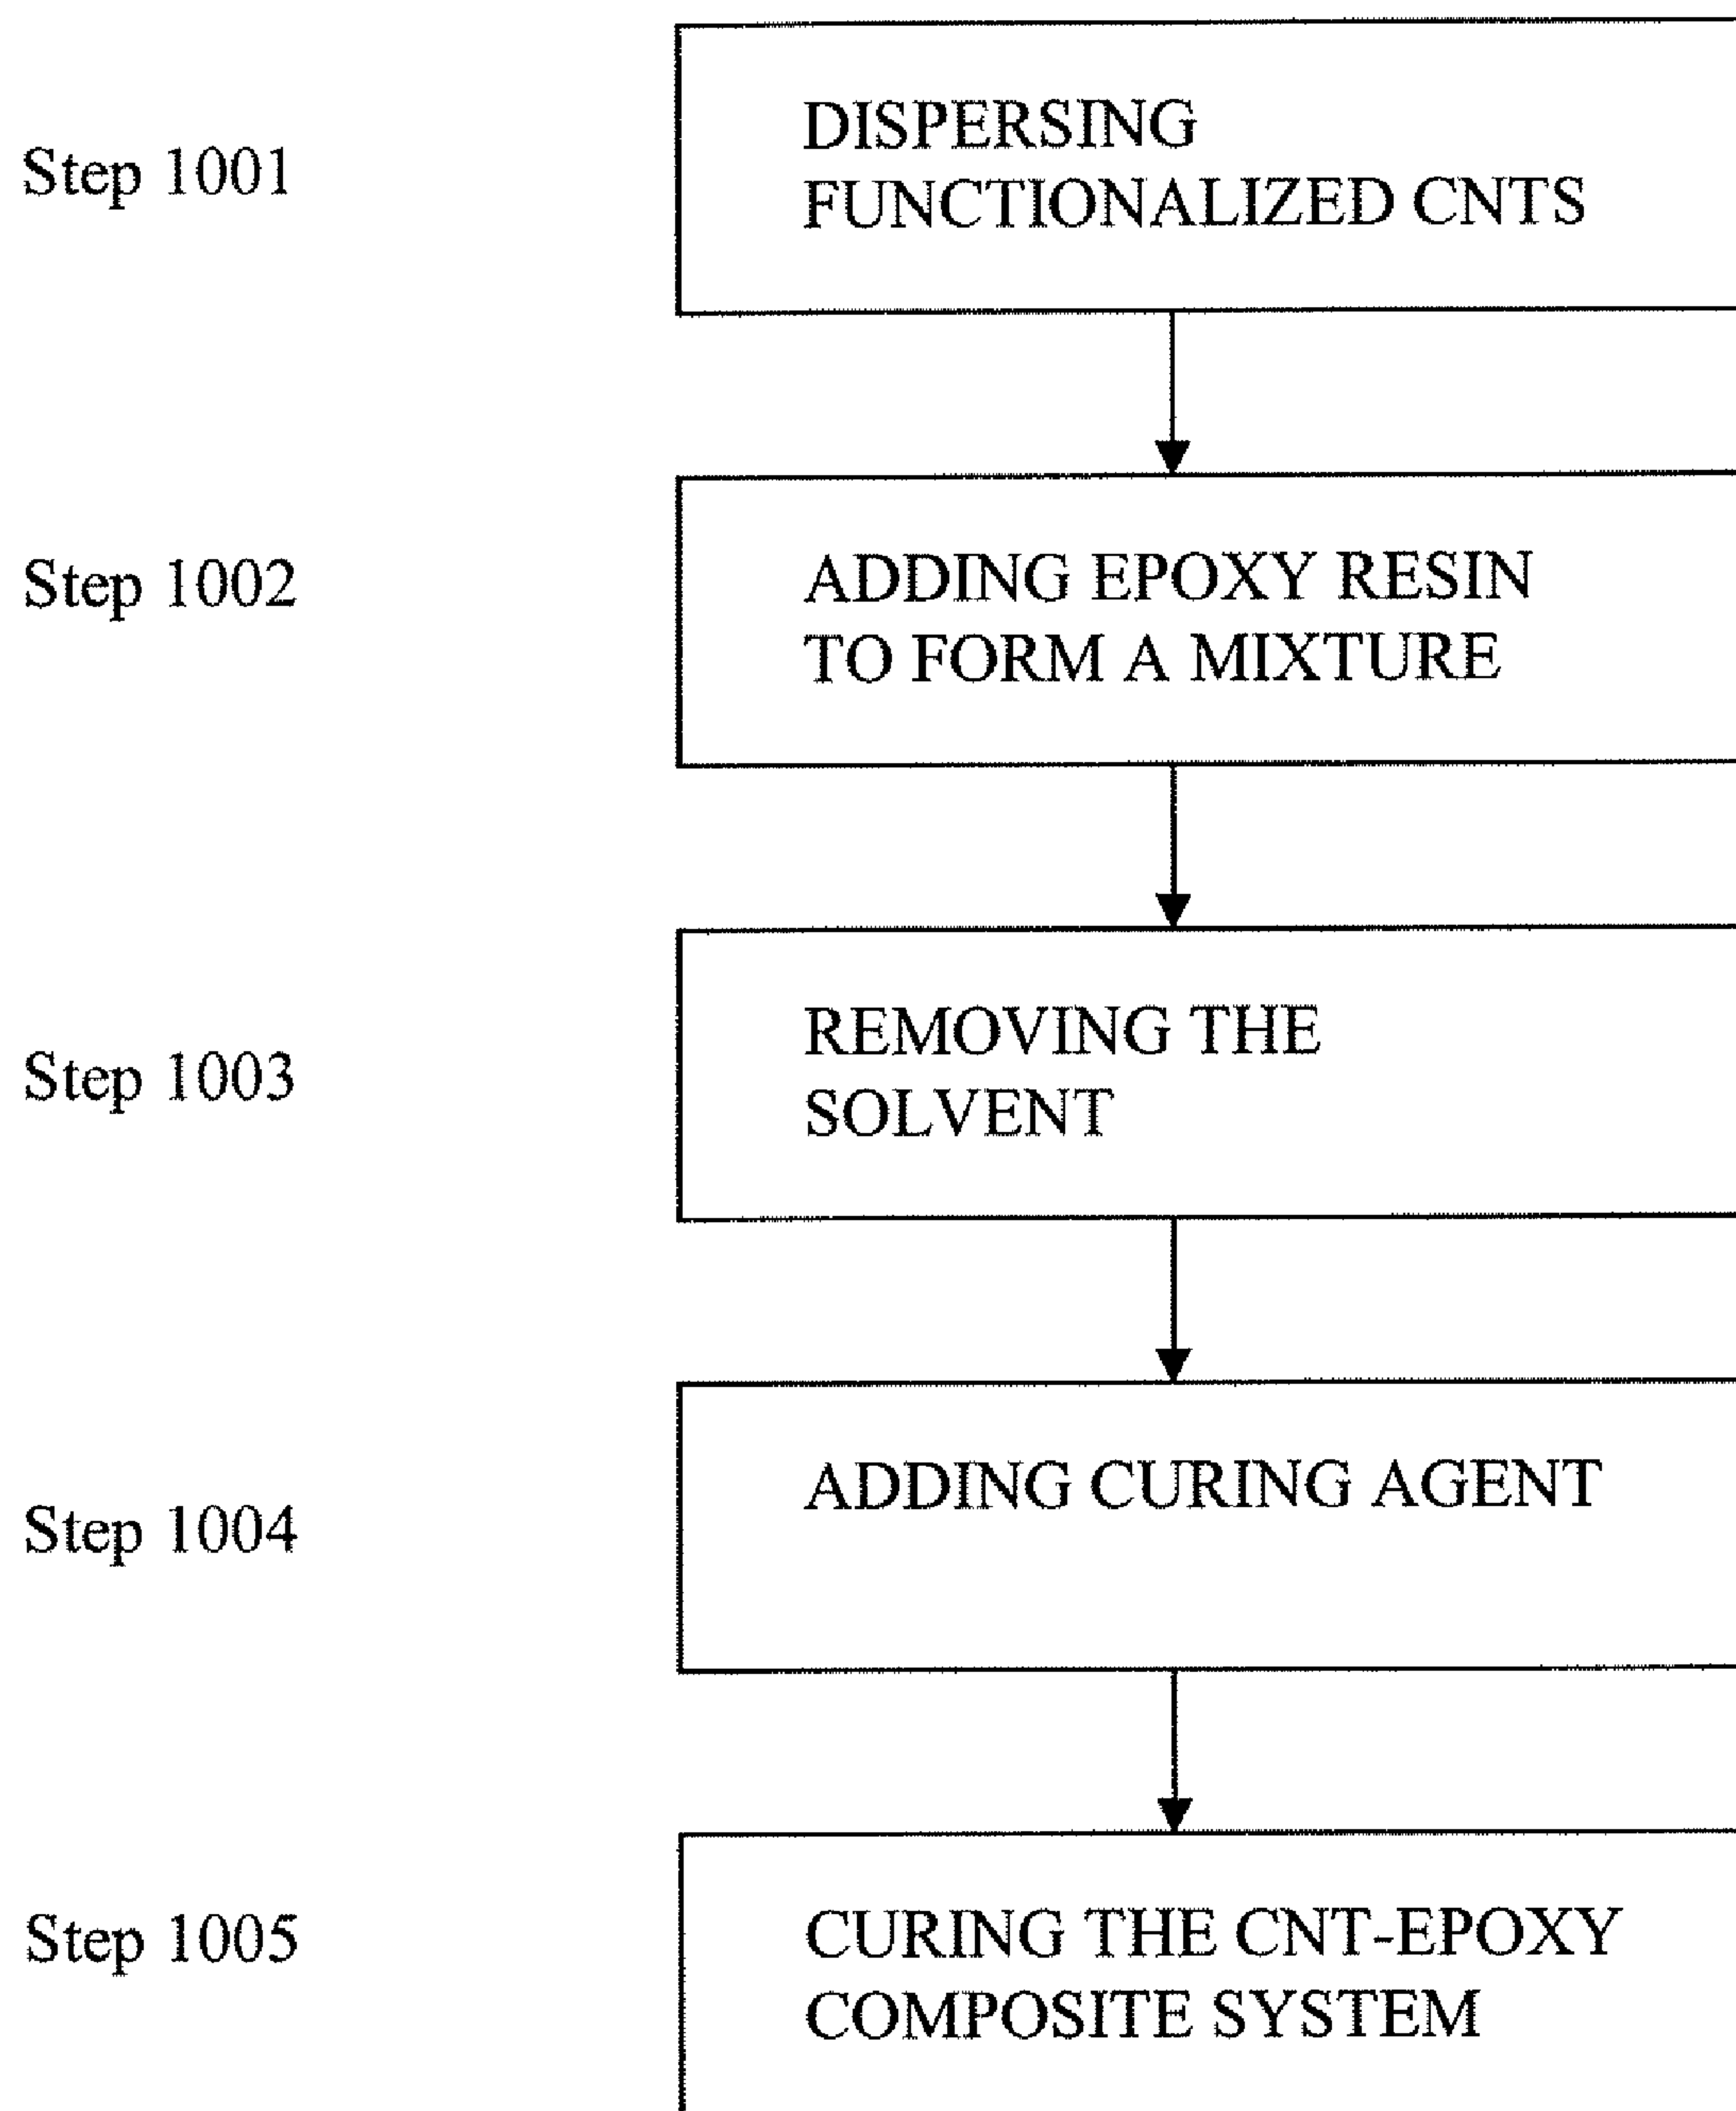 Step 1001
DISPERSING
FUNCTIONALIZED CNTS
Step 1002
ADDING EPOXY RESIN
TO FORM A MIXTURE
Step 1003
REMOVING THE
SOLVENT
Step 1004
ADDING CURING AGENT
Step 1005
CURING THE CNT-EPOXY
COMPOSITE SYSTEM